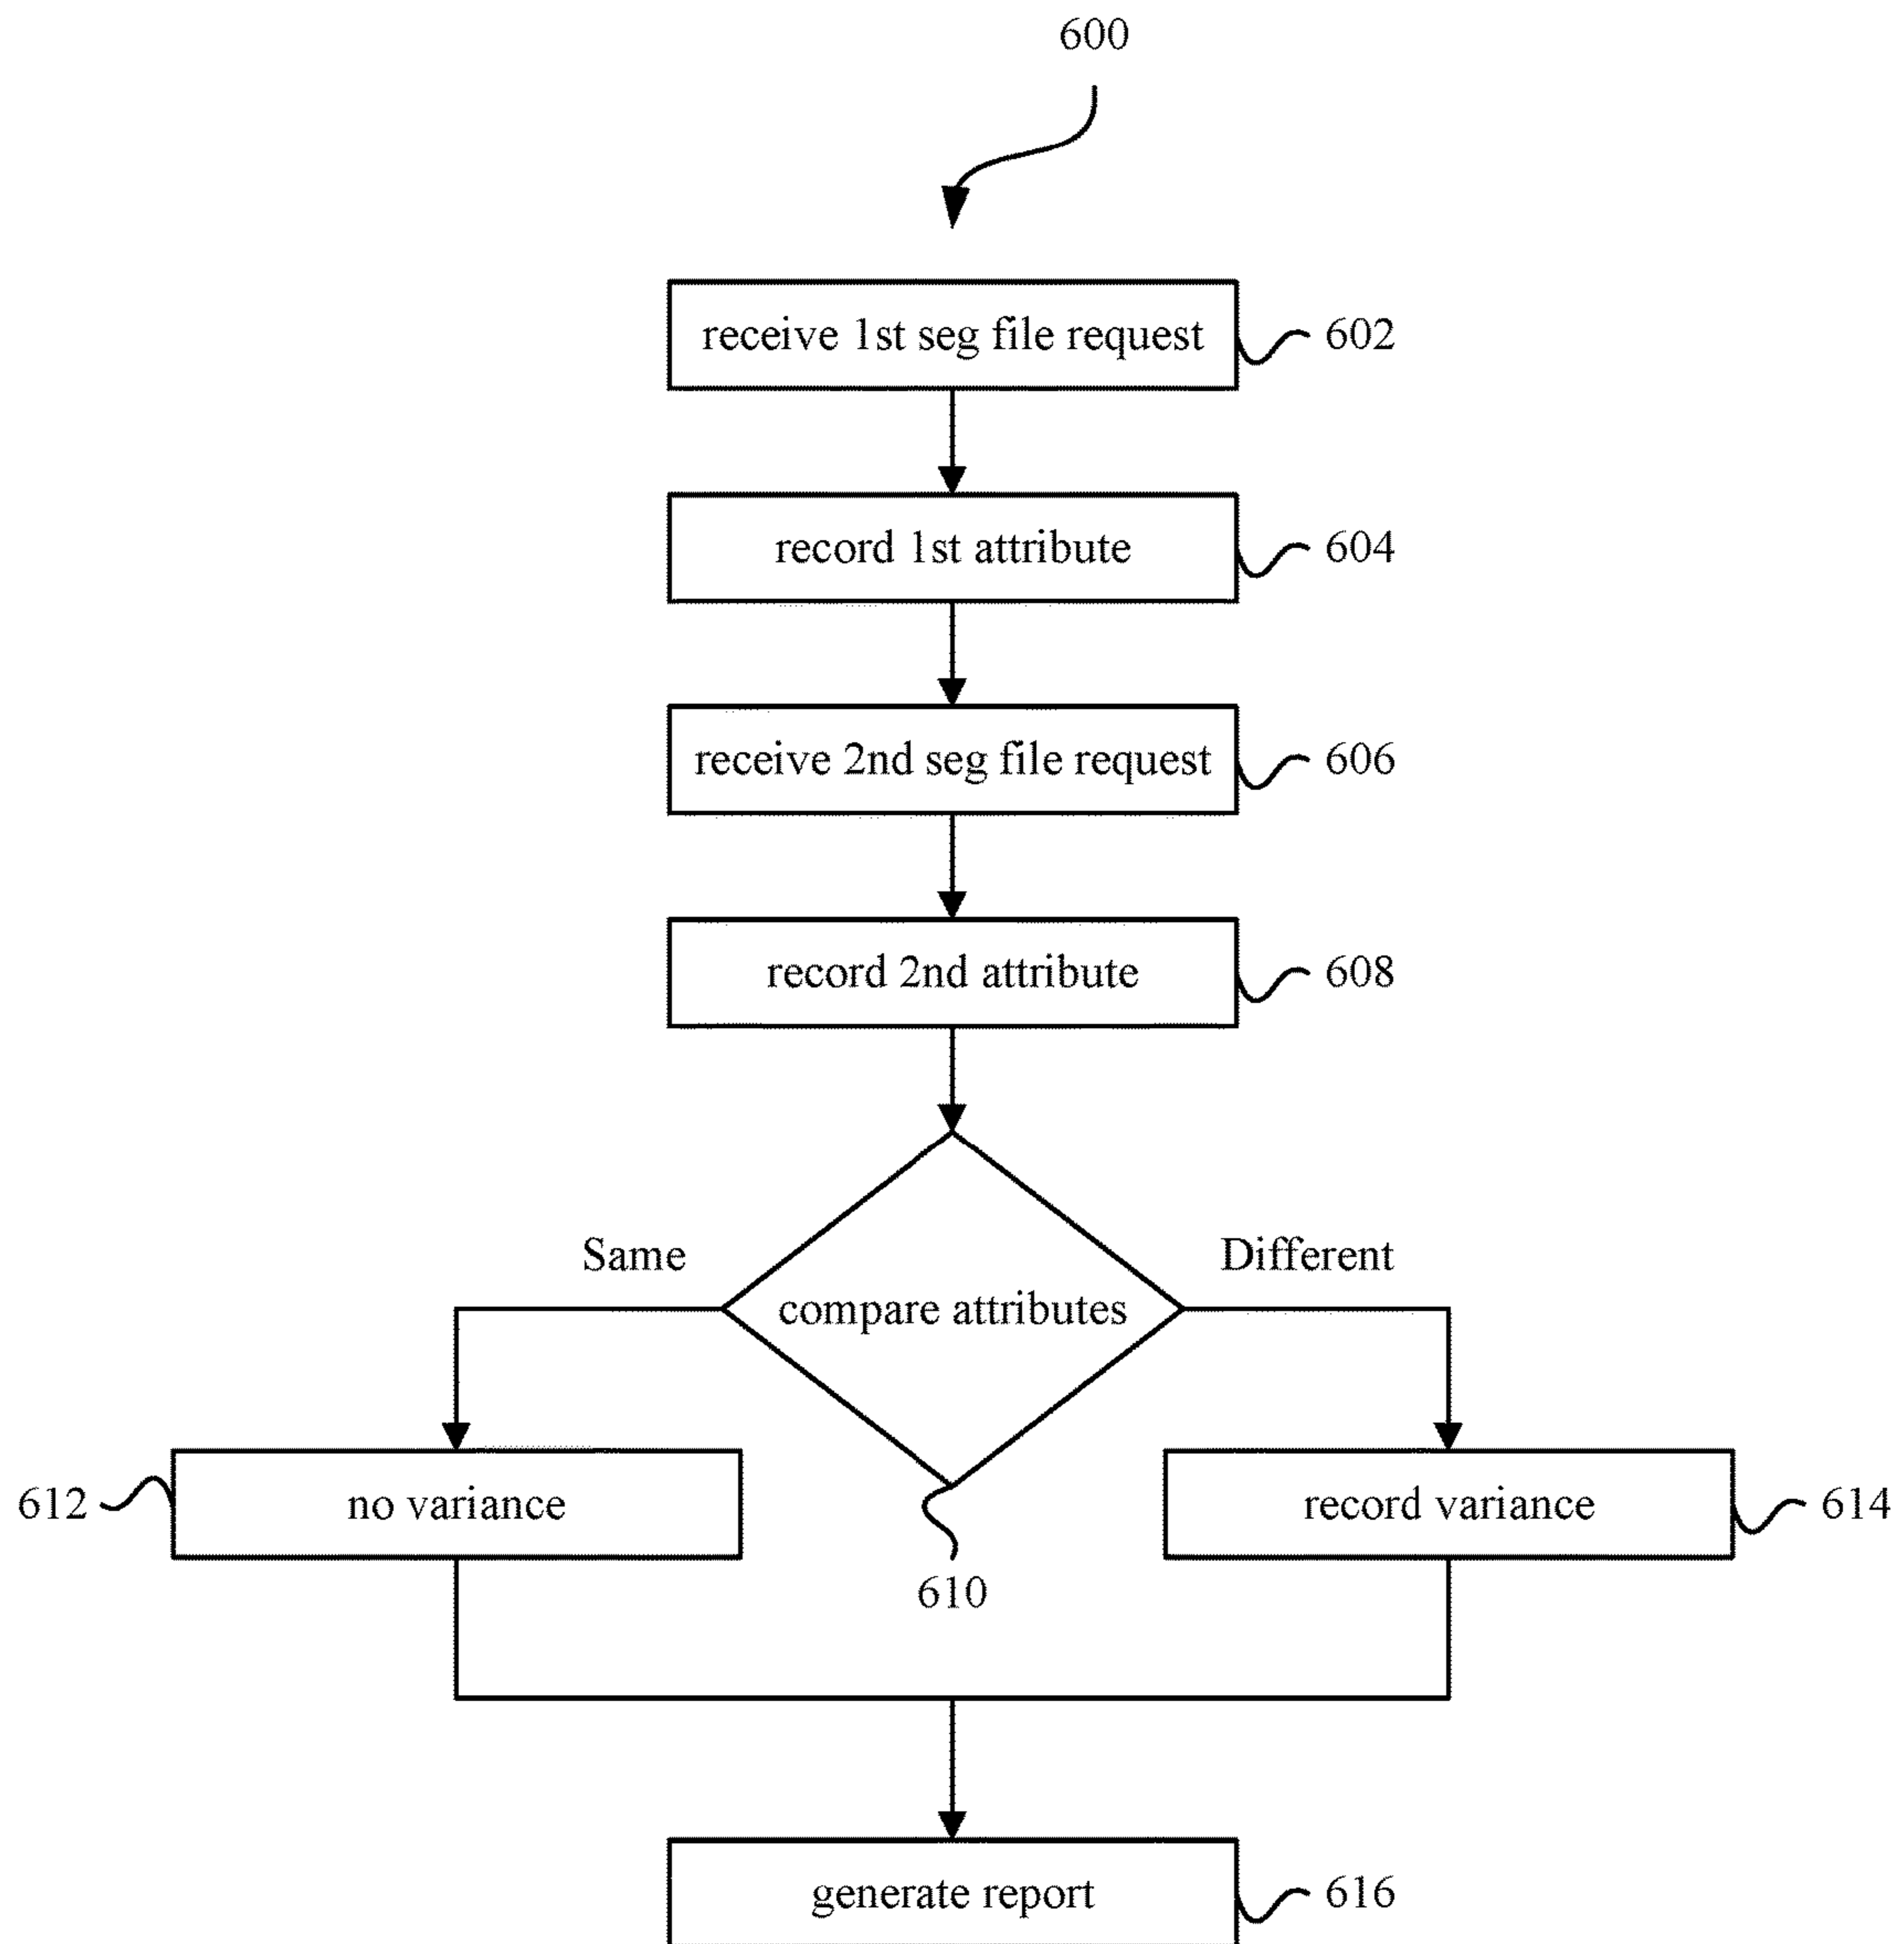 600
receive 1st seg file request
602
record 1st attribute
604
receive 2nd seg file request
606
record 2nd attribute
608
Same
Different
compare attributes
612
no variance
record variance
614
610
generate report
616